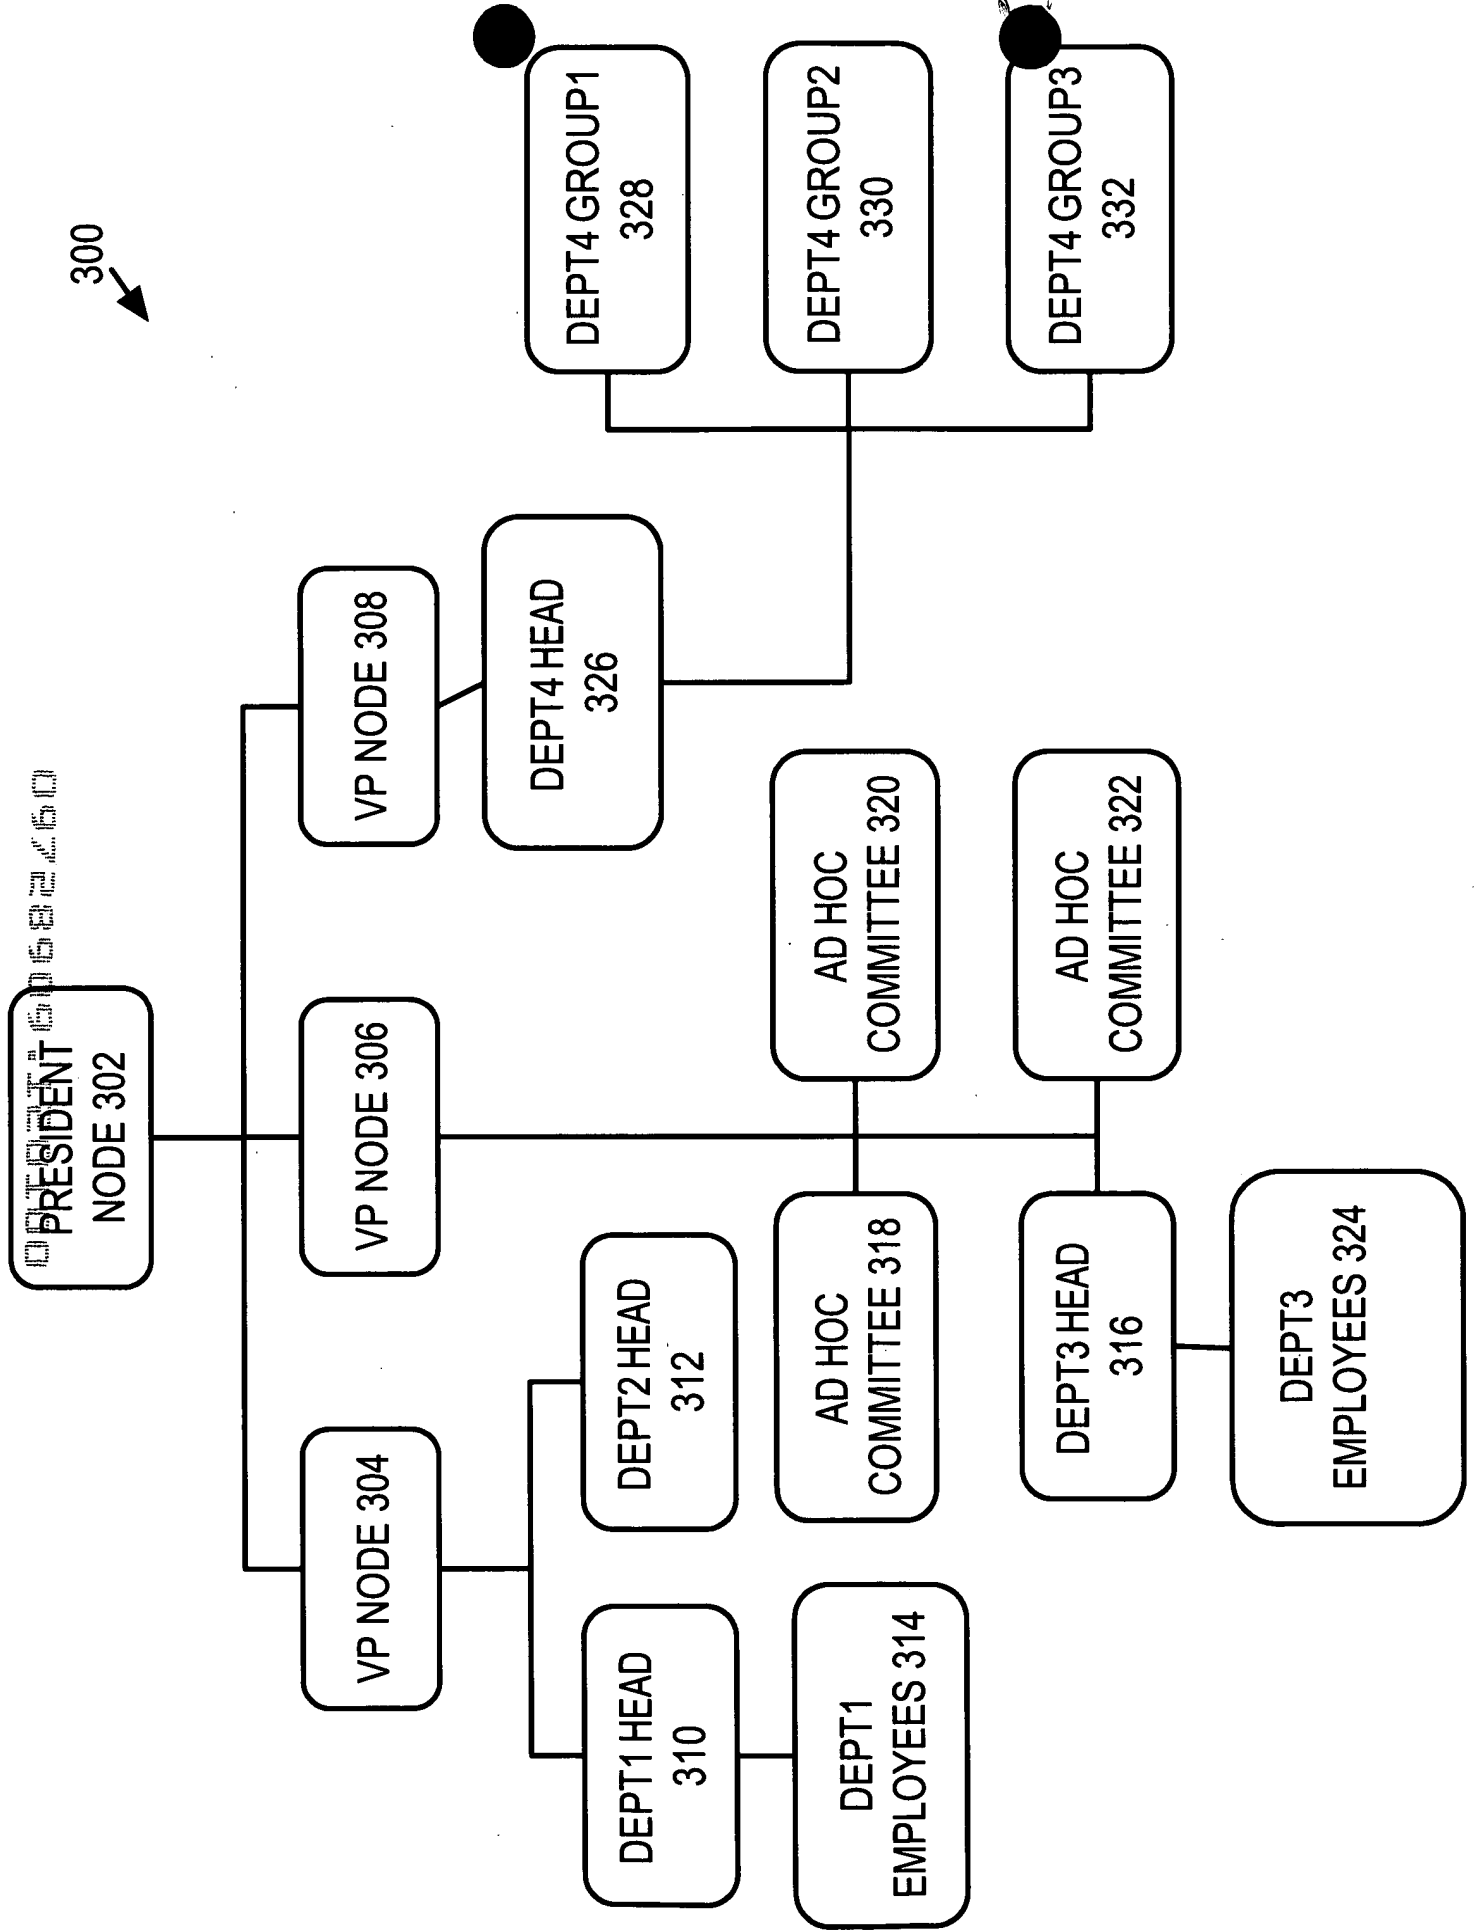 300
PRESIDENT
NODE 302
VP NODE 304
VP NODE 306
VP NODE 308
DEPT1 HEAD
310
DEPT2 HEAD
312
DEPT4 HEAD
326
DEPT4 GROUP1
328
DEPT1
EMPLOYEES 314
AD HOC
COMMITTEE 318
AD HOC
COMMITTEE 320
DEPT4 GROUP2
330
DEPT3 HEAD
316
AD HOC
COMMITTEE 322
DEPT4 GROUP3
332
DEPT3
EMPLOYEES 324